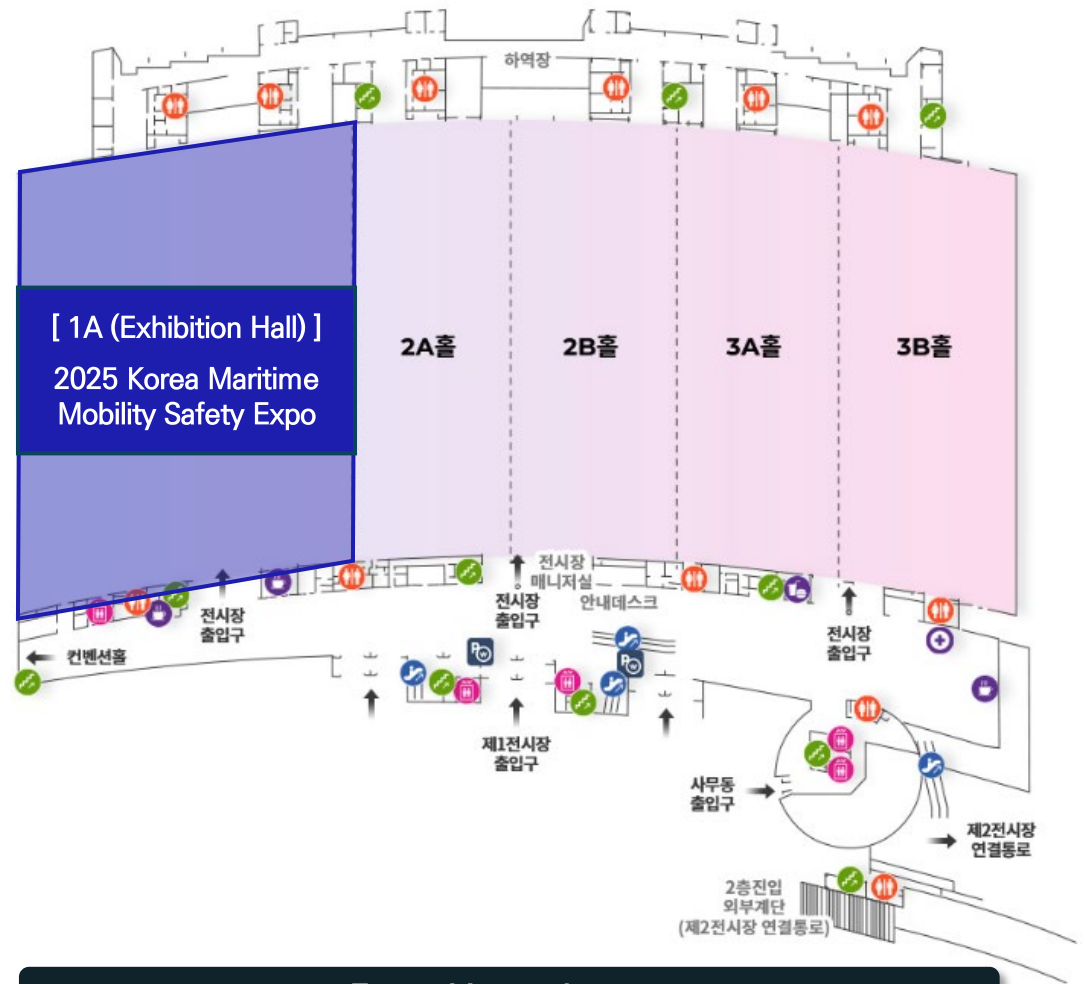 하역장
[ 1A (Exhibition Hall) ]
2025 Korea Maritime
Mobility Safety Expo
2A홀
2B홀
3A홀
3B홀
전시장
매니저실
안내데스크
전시장
출입구
전시장
출입구
전시장
출입구
컨벤션홀
제1전시장
출입구
사무동
출입구
제2전시장
연결통로
2층진입
외부계단
(제2전시장 연결통로)